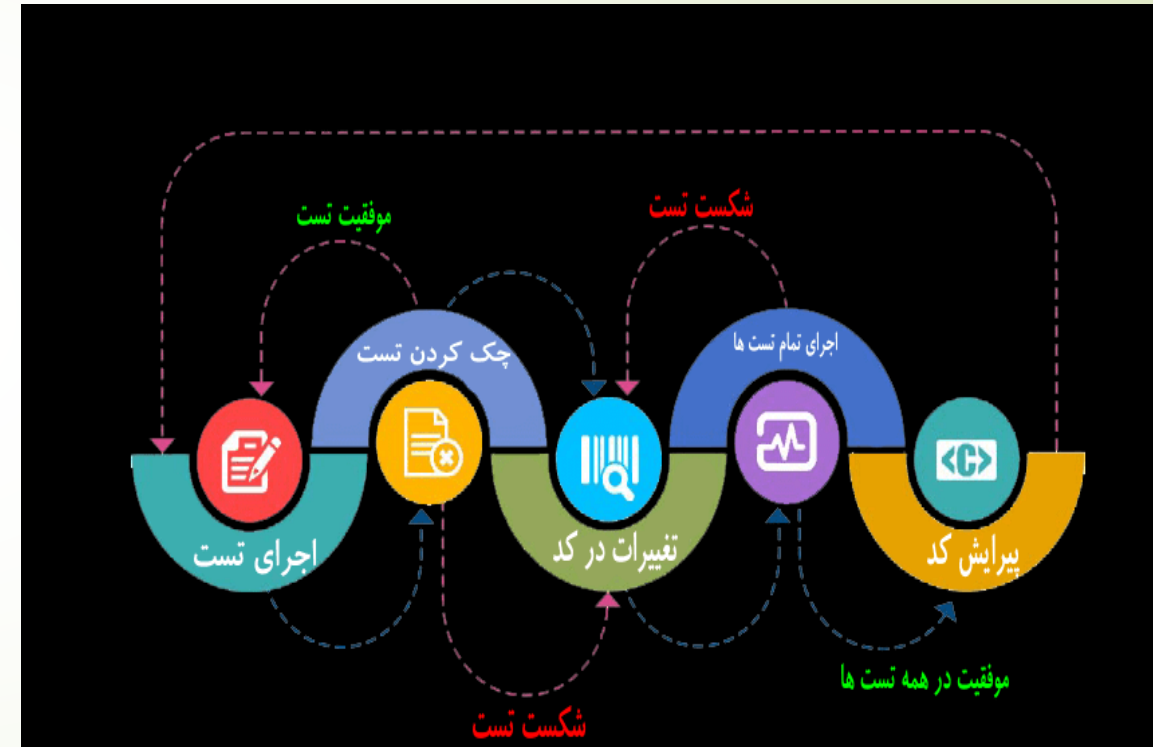 موفقیت تست
شکست تست
چک کردن تست
اجرای تمام تست ها
<C>
اجرای تست
تغییرات در کد
پیرایش کد
موفقیت در همه تست ها
شکست تست